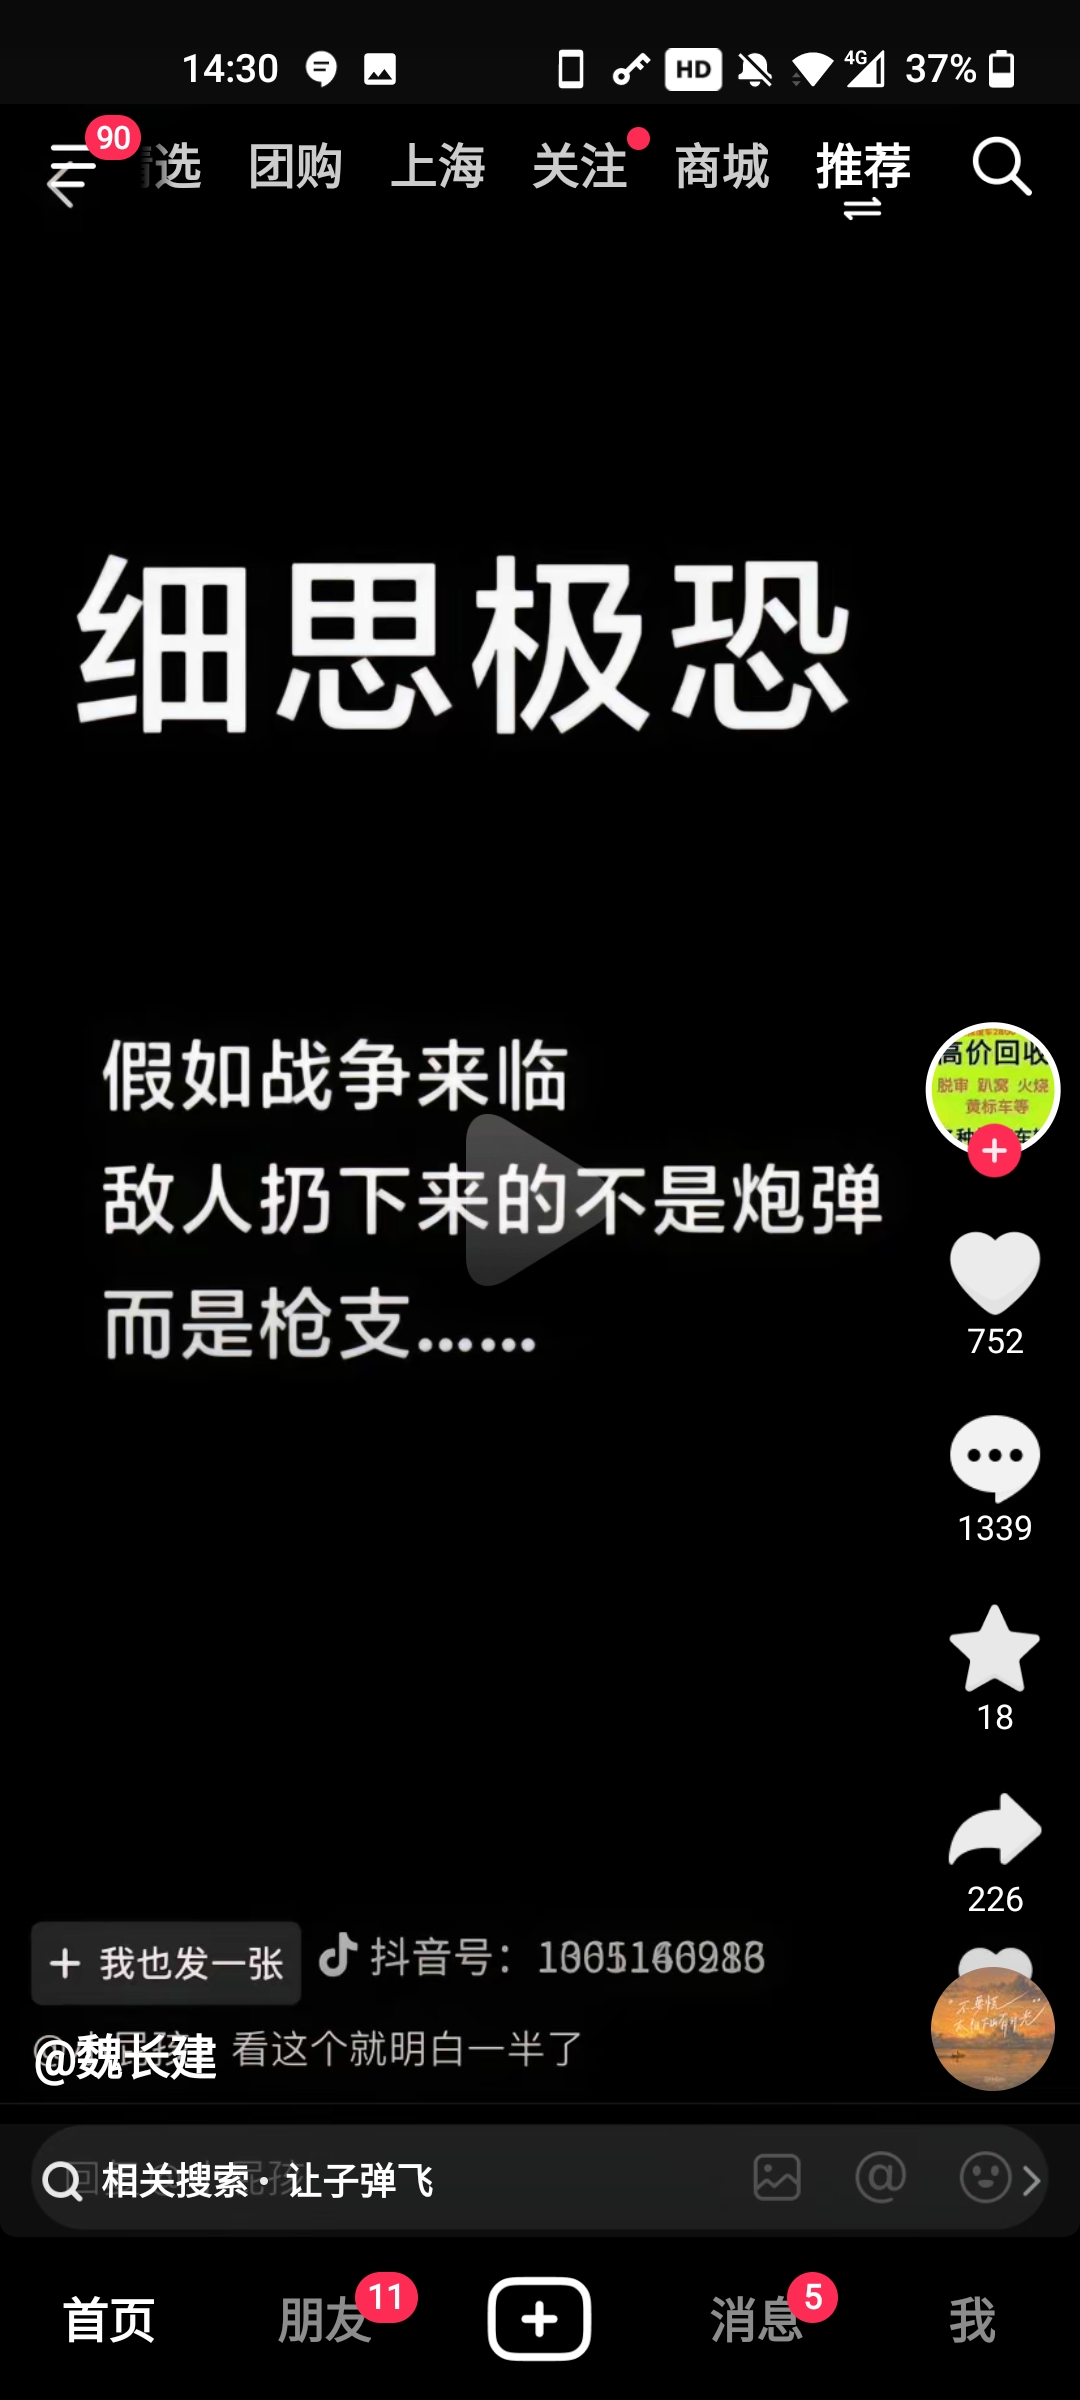 14:30
HD
4G
37%
90
选 团购 上海 关注 商城 推荐
细思极恐
假如战争来临
敌人扔下来的不是炮弹
而是枪支......
高价回收
脱审 趴窝 火烧
黄标车等
752
1339
18
226
+ 我也发一张
抖音号：
@魏长建
看这个就明白一半了
相关搜索· 让子弹飞
首页
朋友
11
消息
5
我